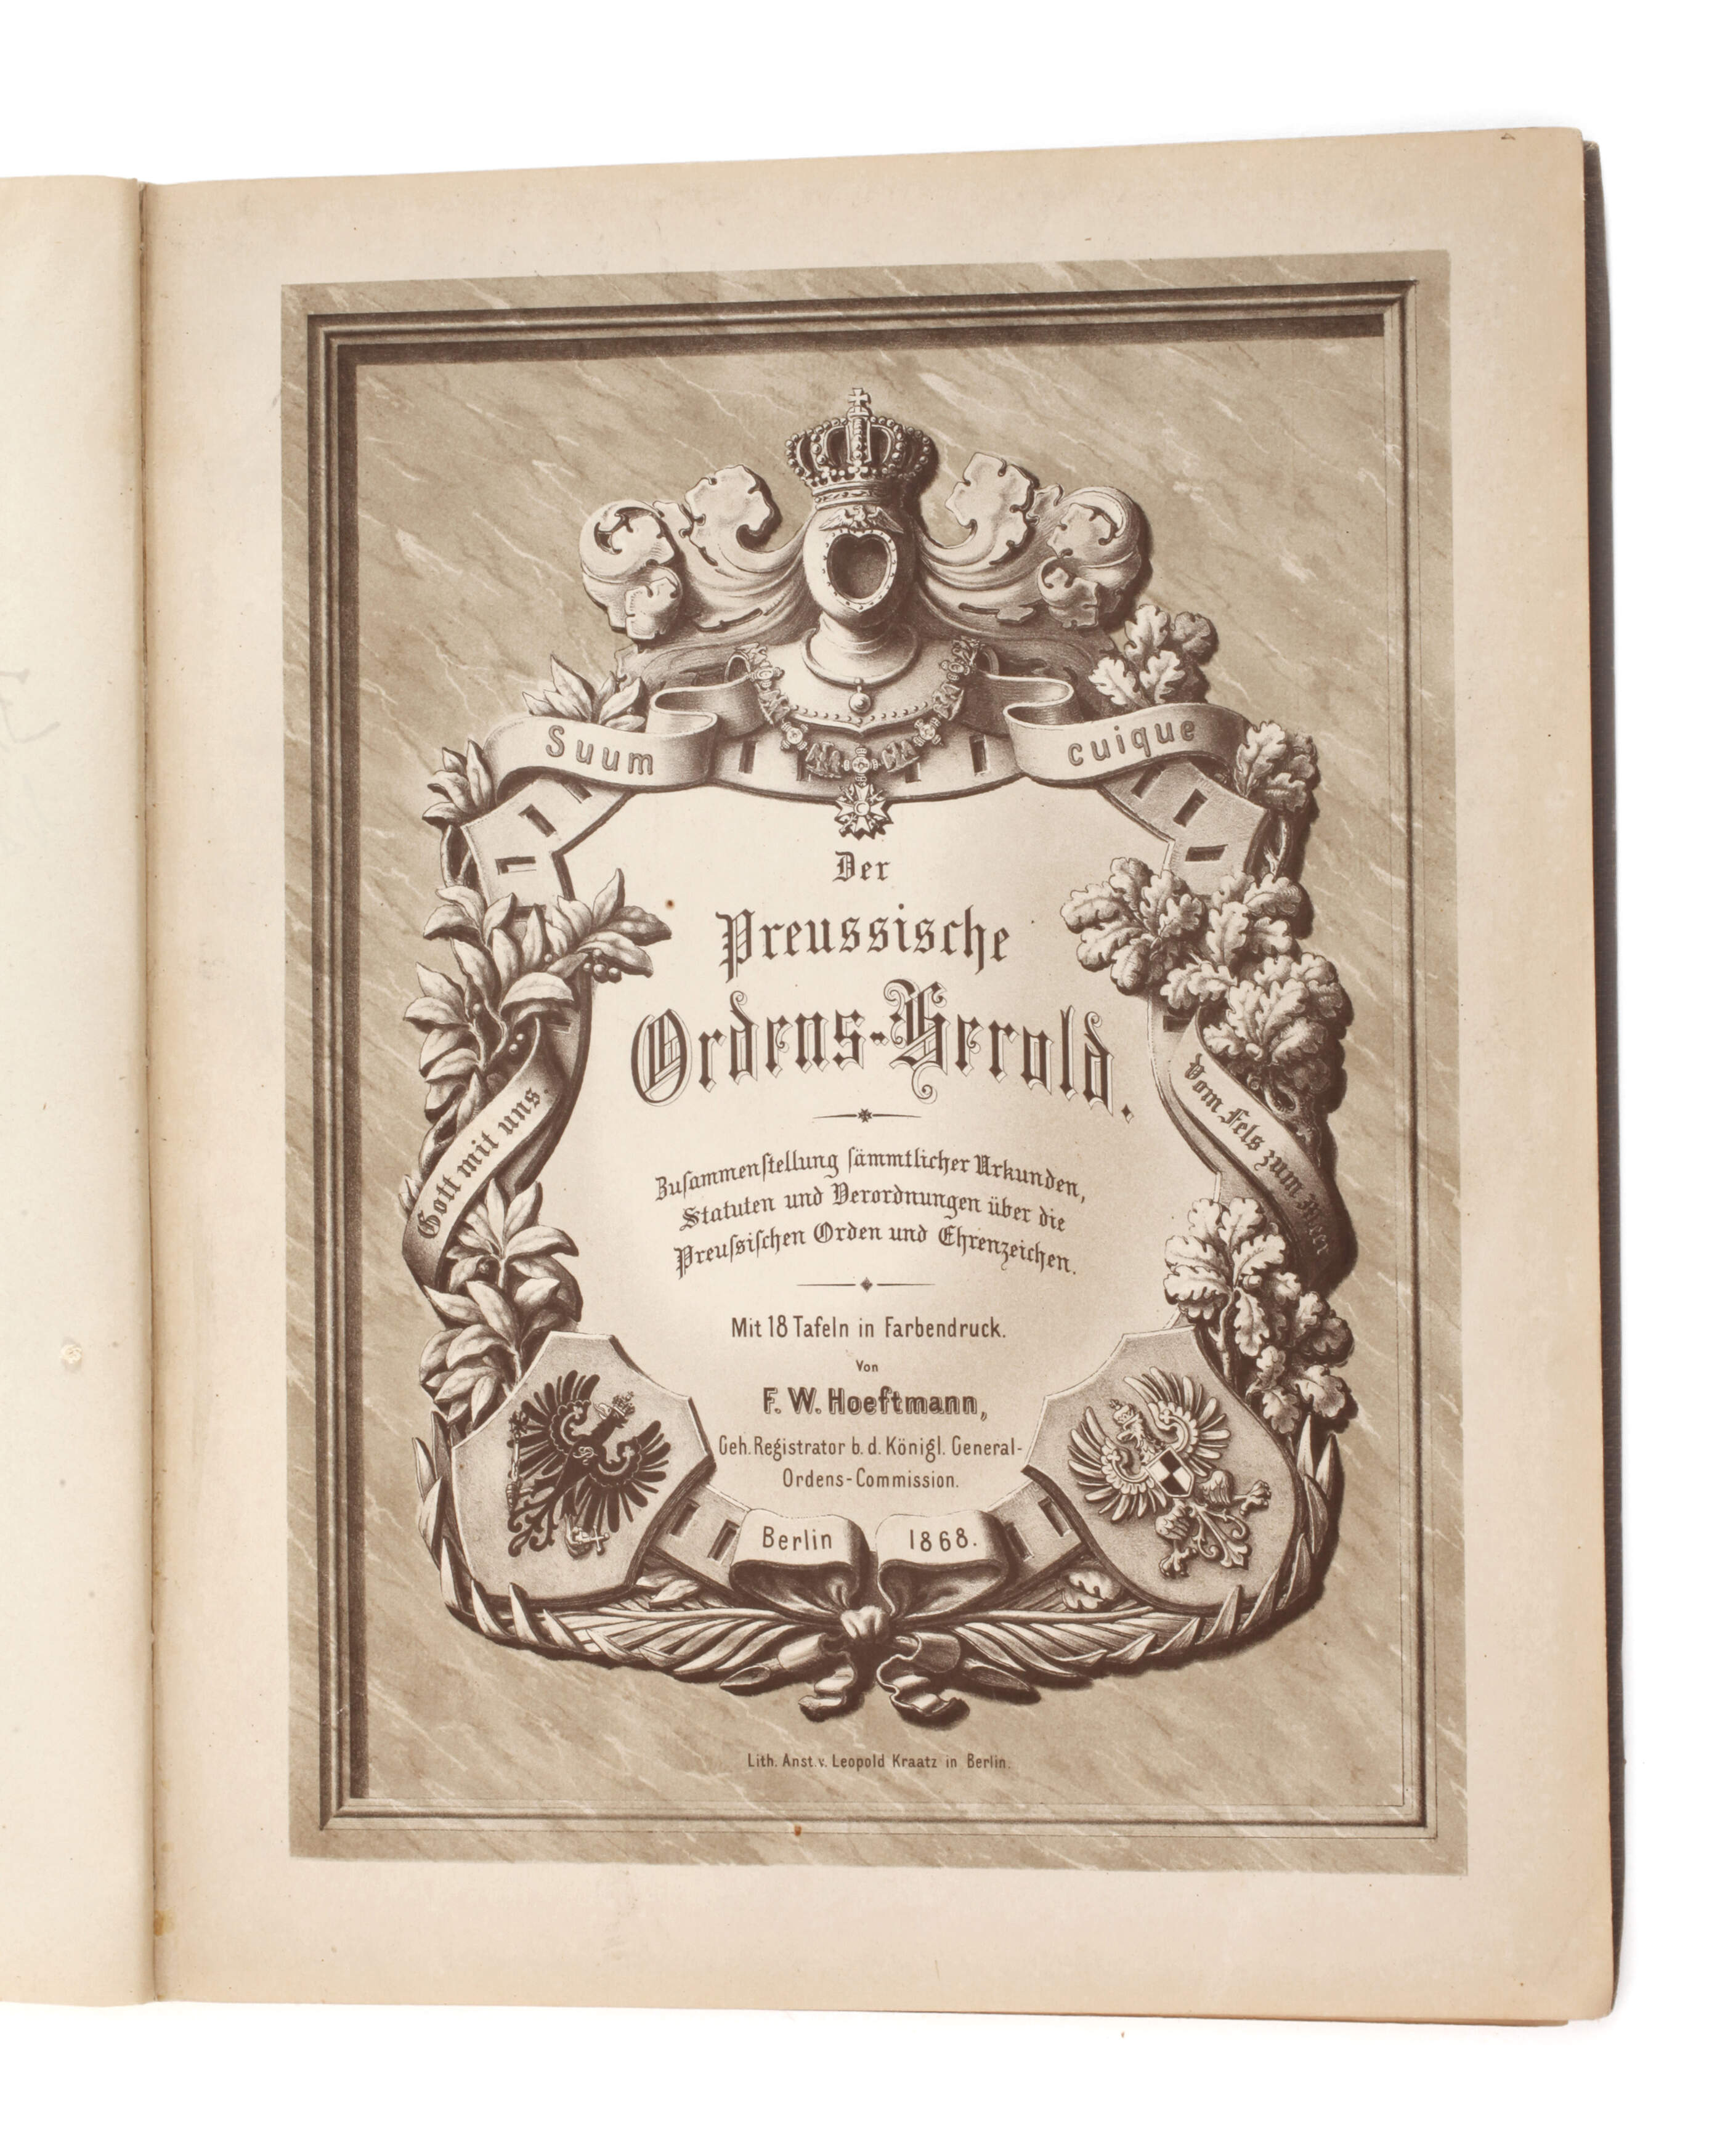 Suum cuique
Der
Preussische
Ordens-Herold.
Gott mit uns.
Vom Fels zum Meer
Zusammenſtellung ſämmtlicher Urkunden,
Statuten und Verordnungen über die
Preuſsiſchen Orden und Ehrenzeichen.
Mit 18 Tafeln in Farbendruck.
Von
F. W. Hoeftmann,
Geh. Registrator b. d. Königl. General-
Ordens-Commission.
Berlin 1868.
Lith. Anst. v. Leopold Kraatz in Berlin.